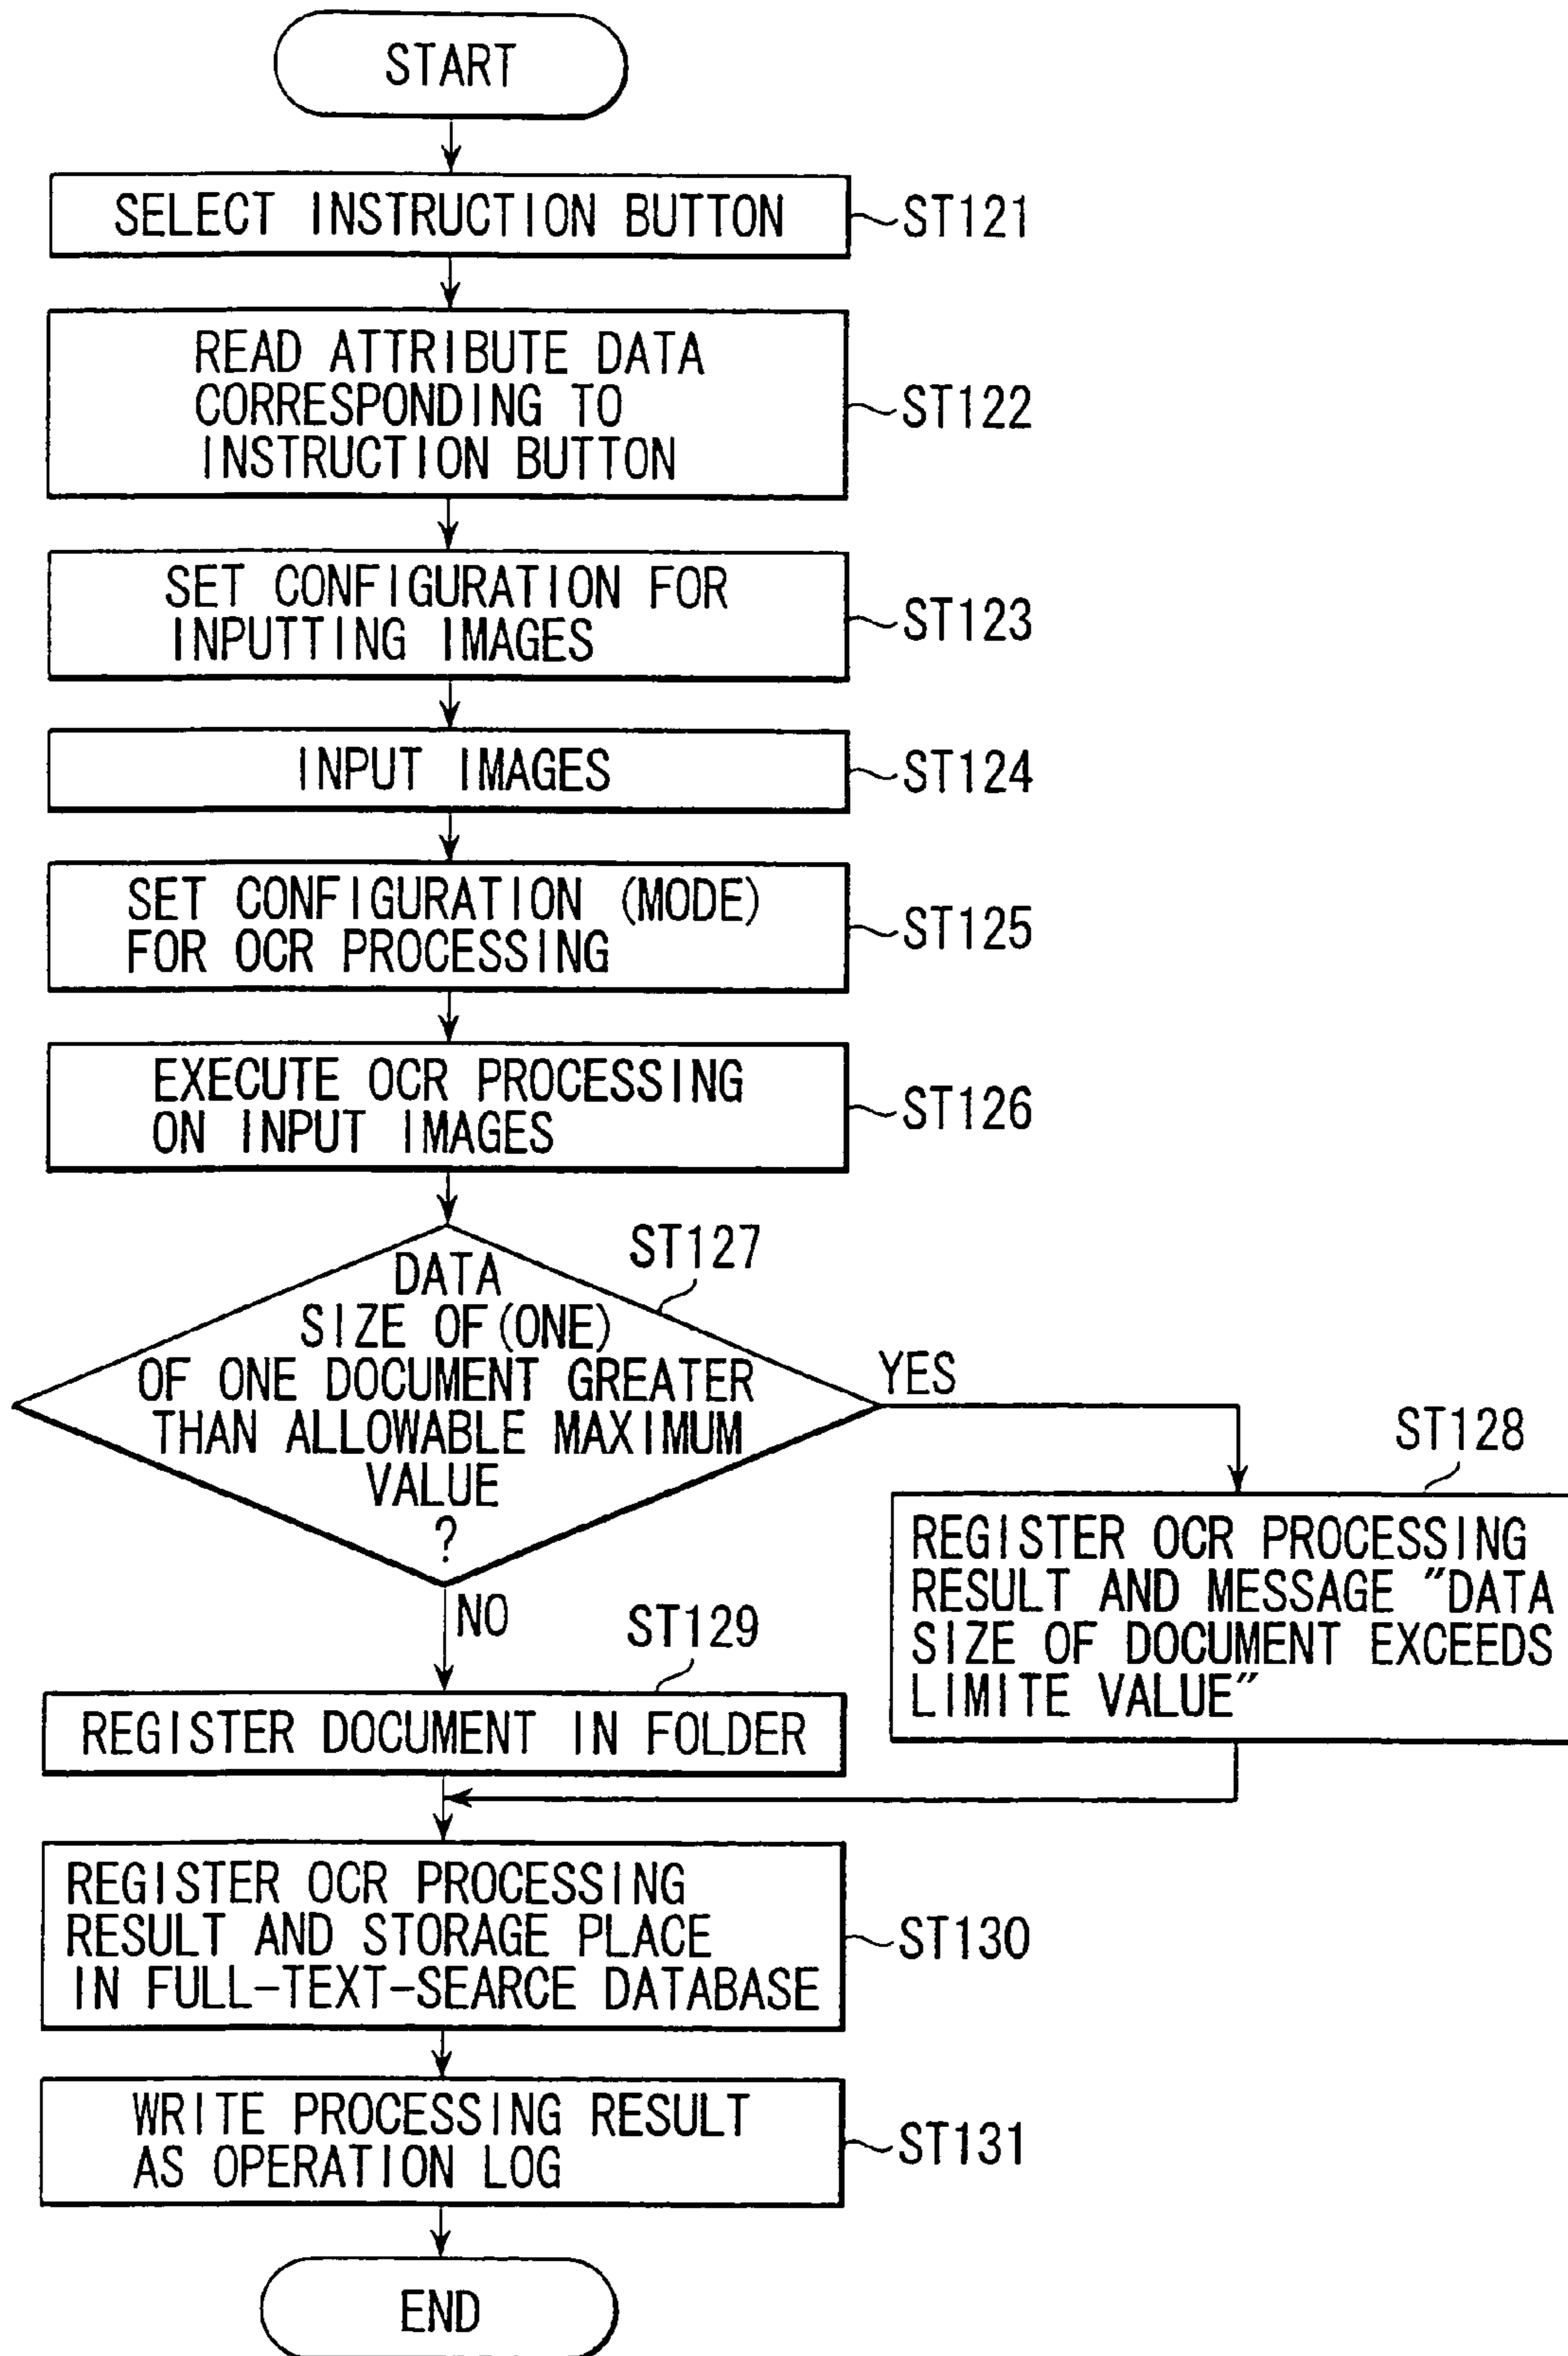 START
SELECT INSTRUCTION BUTTON
ST121
READ ATTRIBUTE DATA
CORRESPONDING TO
INSTRUCTION BUTTON
ST122
SET CONFIGURATION FOR
INPUTTING IMAGES
ST123
INPUT IMAGES
ST124
SET CONFIGURATION (MODE)
FOR OCR PROCESSING
ST125
EXECUTE OCR PROCESSING
ON INPUT IMAGES
ST126
ST127
DATA
SIZE OF(ONE)
OF ONE DOCUMENT GREATER
THAN ALLOWABLE MAXIMUM
VALUE
?
YES
NO
ST128
REGISTER OCR PROCESSING
RESULT AND MESSAGE "DATA
SIZE OF DOCUMENT EXCEEDS
LIMITE VALUE"
ST129
REGISTER DOCUMENT IN FOLDER
REGISTER OCR PROCESSING
RESULT AND STORAGE PLACE
IN FULL-TEXT-SEARCE DATABASE
ST130
WRITE PROCESSING RESULT
AS OPERATION LOG
ST131
END